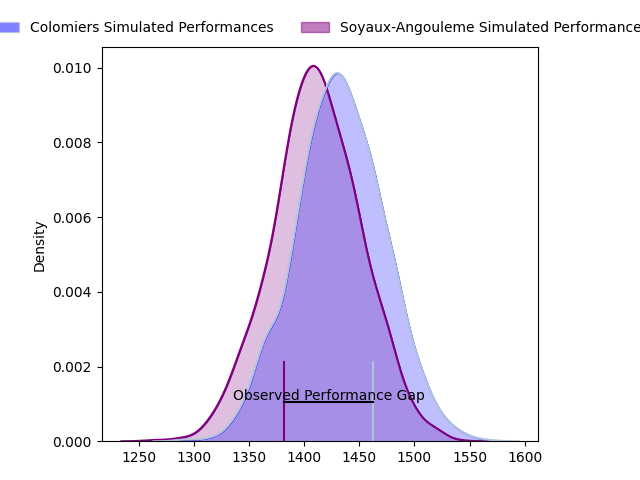 Colomiers Simulated Performances
Soyaux-Angouleme Simulated Performance
0.010
0.008
0.006
0.004
0.002
0.000
Density
Observed Performance Gap
1250 1300 1350 1400 1450 1500 1550 1600